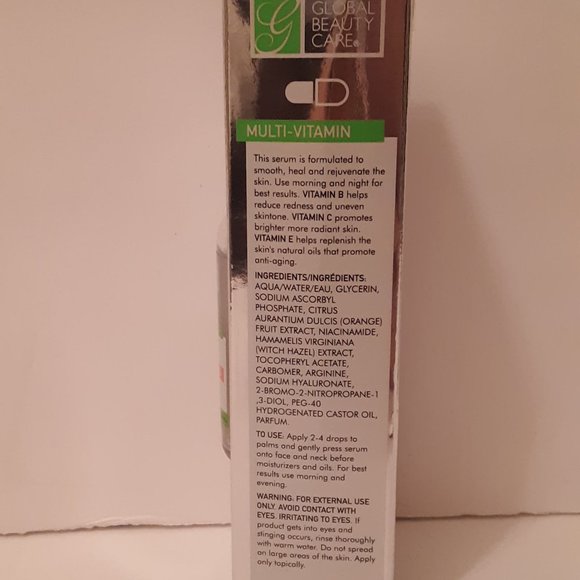 G
GLOBAL
BEAUTY
CARE®
MULTI-VITAMIN
This serum is formulated to
smooth, heal and rejuvenate the
skin. Use morning and night for
best results. VITAMIN B helps
reduce redness and uneven
skintone. VITAMIN C promotes
brighter more radiant skin.
VITAMIN E helps replenish the
skin's natural oils that promote
anti-aging.
INGREDIENTS/INGRÉDIENTS:
AQUA/WATER/EAU, GLYCERIN,
SODIUM ASCORBYL
PHOSPHATE, CITRUS
AURANTIUM DULCIS (ORANGE)
FRUIT EXTRACT, NIACINAMIDE,
HAMAMELIS VIRGINIANA
(WITCH HAZEL) EXTRACT,
TOCOPHERYL ACETATE,
CARBOMER, ARGININE,
SODIUM HYALURONATE,
2-BROMO-2-NITROPROPANE-1
,3-DIOL, PEG-40
HYDROGENATED CASTOR OIL,
PARFUM.
TO USE: Apply 2-4 drops to
palms and gently press serum
onto face and neck before
moisturizers and oils. For best
results use morning and
evening.
WARNING. FOR EXTERNAL USE
ONLY. AVOID CONTACT WITH
EYES. IRRITATING TO EYES. If
product gets into eyes and
stinging occurs, rinse thoroughly
with warm water. Do not spread
on large areas of the skin. Apply
only topically.